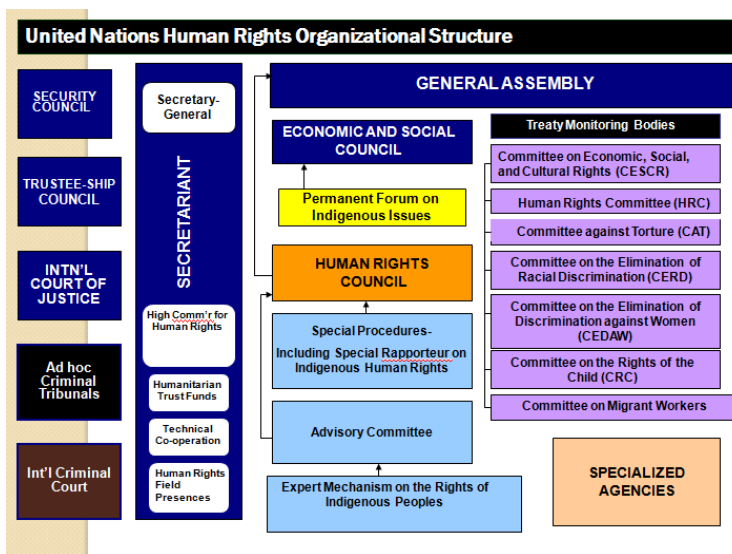 United Nations Human Rights Organizational Structure
SECURITY
COUNCIL
TRUSTEE-SHIP
COUNCIL
INTN'L
COURT OF
JUSTICE
Ad hoc
Criminal
Tribunals
Int'l Criminal
Court
Secretary-
General
SECRETARIANT
High Comm'r for
Human Rights
Humanitarian
Trust Funds
Technical
Co-operation
Human Rights
Field
Presences
GENERAL ASSEMBLY
ECONOMIC AND SOCIAL
COUNCIL
Permanent Forum on
Indigenous Issues
HUMAN RIGHTS
COUNCIL
Special Procedures-
Including Special Rapporteur on
Indigenous Human Rights
Advisory Committee
Expert Mechanism on the Rights of
Indigenous Peoples
Treaty Monitoring Bodies
Committee on Economic, Social,
and Cultural Rights (CESCR)
Human Rights Committee (HRC)
Committee against Torture (CAT)
Committee on the Elimination of
Racial Discrimination (CERD)
Committee on the Elimination of
Discrimination against Women
(CEDAW)
Committee on the Rights of the
Child (CRC)
Committee on Migrant Workers
SPECIALIZED
AGENCIES